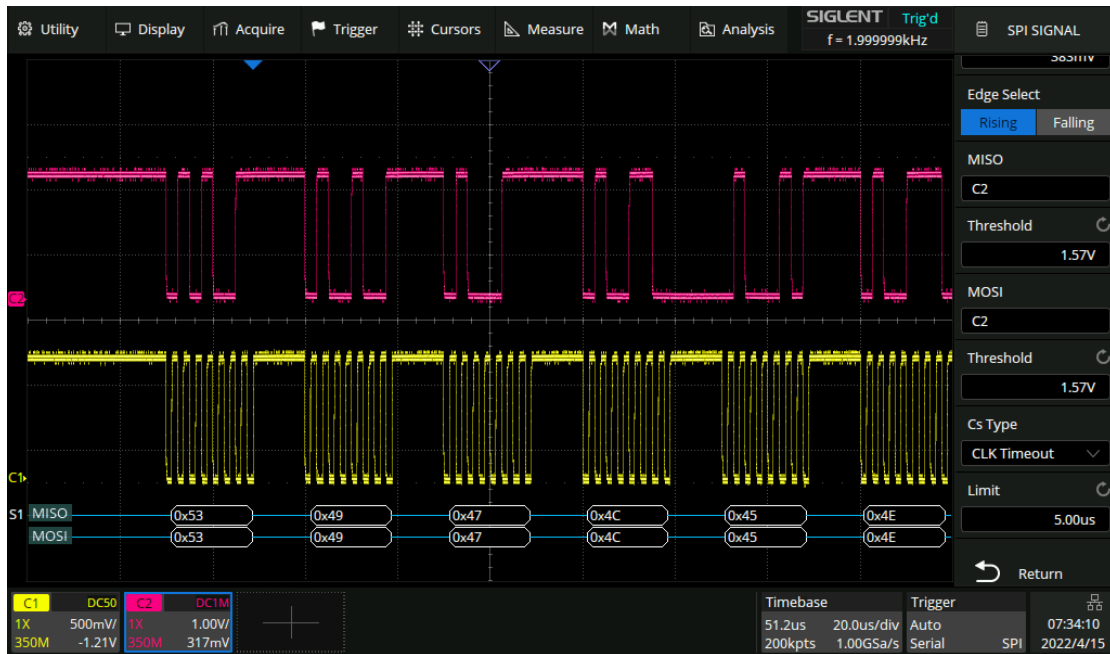 Utility Display Acquire Trigger Cursors Measure Math Analysis SIGLENT Trig'd SPI SIGNAL
f = 1.999999kHz
383mV
Edge Select
Rising Falling
MISO
C2
Threshold
1.57V
MOSI
C2
Threshold
1.57V
Cs Type
CLK Timeout
Limit
5.00us
Return
C2
C1
S1 MISO 0x53 0x49 0x47 0x4C 0x45 0x4E
MOSI 0x53 0x49 0x47 0x4C 0x45 0x4E
C1 DC50 C2 DC1M Timebase Trigger
1X 500mV/ 1X 1.00V/ 51.2us 20.0us/div Auto 07:34:10
350M -1.21V 350M 317mV 200kpts 1.00GSa/s Serial SPI 2022/4/15